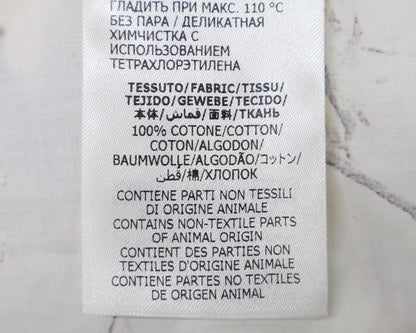 ГЛАДИТЬ ПРИ МАКС. 110 °C
БЕЗ ПАРА / ДЕЛИКАТНАЯ
ХИМЧИСТКА С
ИСПОЛЬЗОВАНИЕМ
ТЕТРАХЛОРЭТИЛЕНА
TESSUTO/FABRIC/TISSU/
TEJIDO/GEWEBE/TECIDO/
本体/قماش/面料/ТКАНЬ
100% COTONE/COTTON/
COTON/ALGODON/
BAUMWOLLE/ALGODÃO/コットン/
قطن/棉/ХЛОПОК
CONTIENE PARTI NON TESSILI
DI ORIGINE ANIMALE
CONTAINS NON-TEXTILE PARTS
OF ANIMAL ORIGIN
CONTIENT DES PARTIES NON
TEXTILES D'ORIGINE ANIMALE
CONTIENE PARTES NO TEXTILES
DE ORIGEN ANIMAL